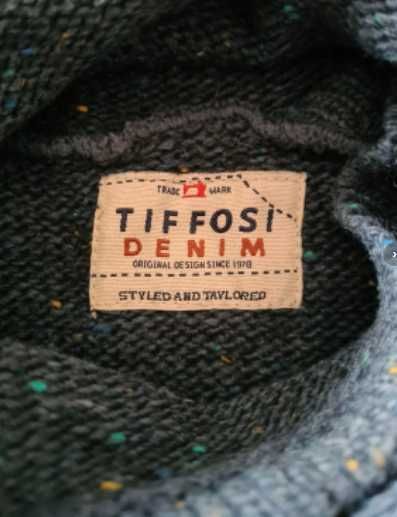 TRADE MARK
TIFFOSI
DENIM
ORIGINAL DESIGN SINCE 1978
STYLED AND TAYLORED